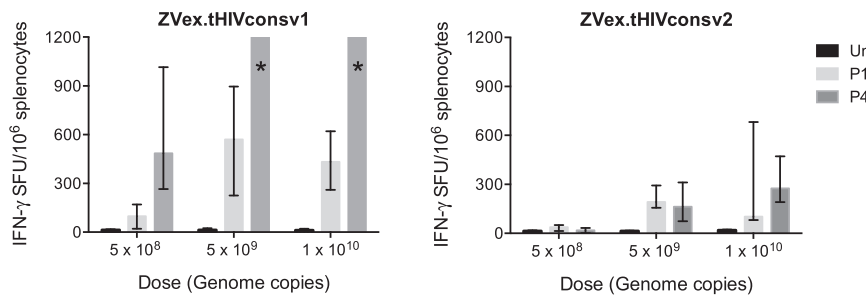 ZVex.tHIVconsv1
IFN-γ SFU/10⁶ splenocytes
1200
900
600
300
0
*
*
5 x 10⁸
5 x 10⁹
1 x 10¹⁰
Dose (Genome copies)
ZVex.tHIVconsv2
IFN-γ SFU/10⁶ splenocytes
1200
900
600
300
0
5 x 10⁸
5 x 10⁹
1 x 10¹⁰
Dose (Genome copies)
P1
P4